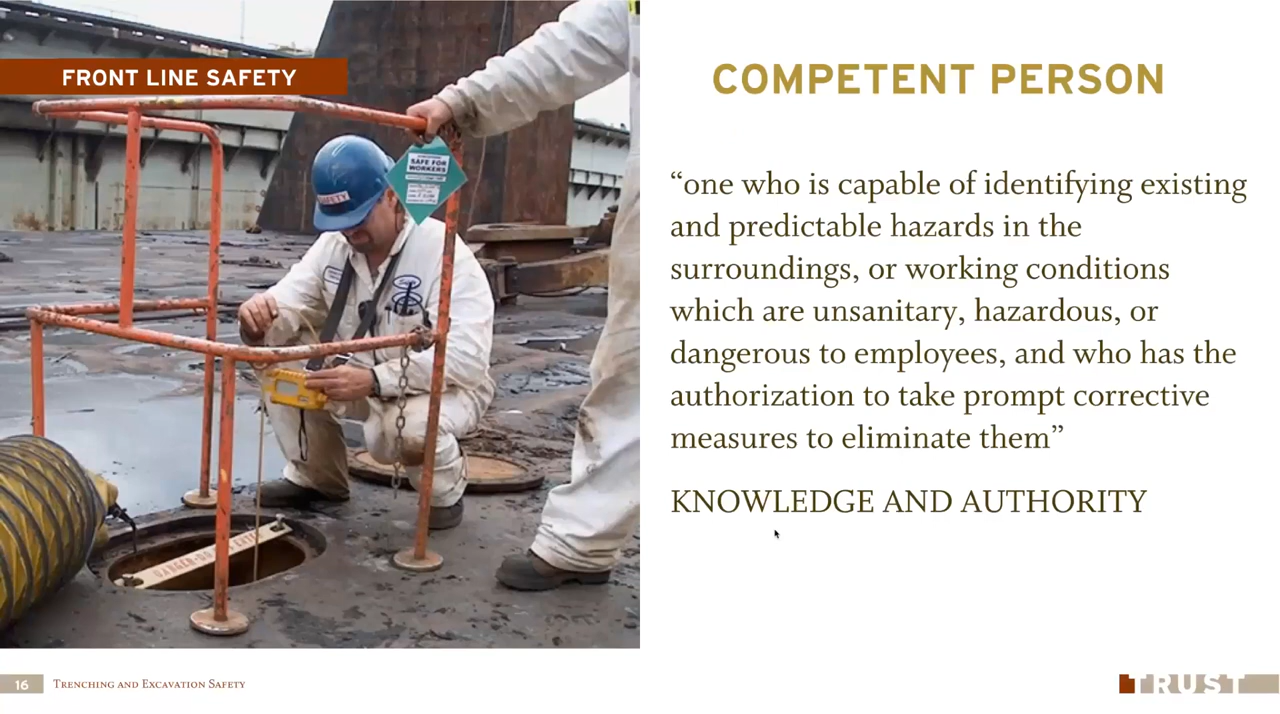 FRONT LINE SAFETY
COMPETENT PERSON
“one who is capable of identifying existing
and predictable hazards in the
surroundings, or working conditions
which are unsanitary, hazardous, or
dangerous to employees, and who has the
authorization to take prompt corrective
measures to eliminate them”
KNOWLEDGE AND AUTHORITY
SAFETY
SAFE FOR
WORKERS
16
Trenching and Excavation Safety
TRUST